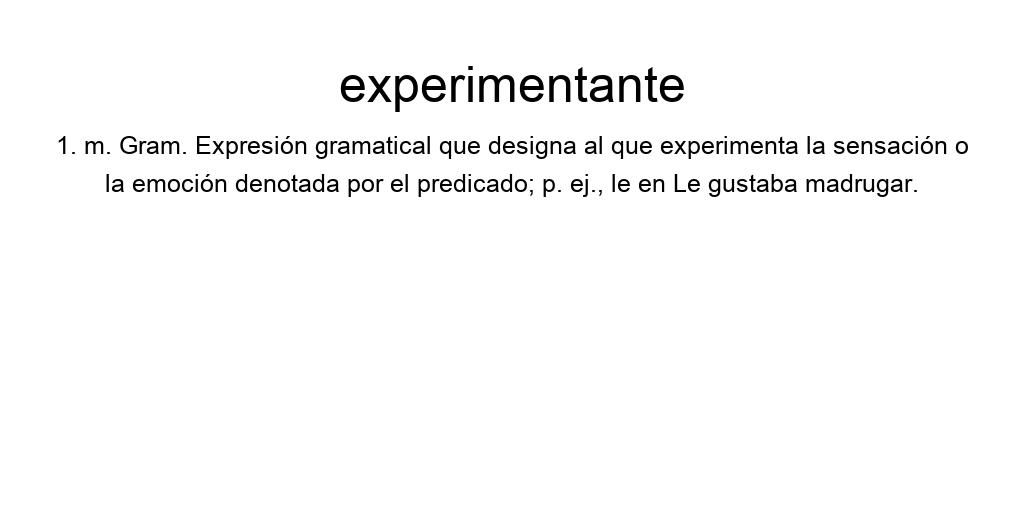 experimentante
1. m. Gram. Expresión gramatical que designa al que experimenta la sensación o
la emoción denotada por el predicado; p. ej., le en Le gustaba madrugar.